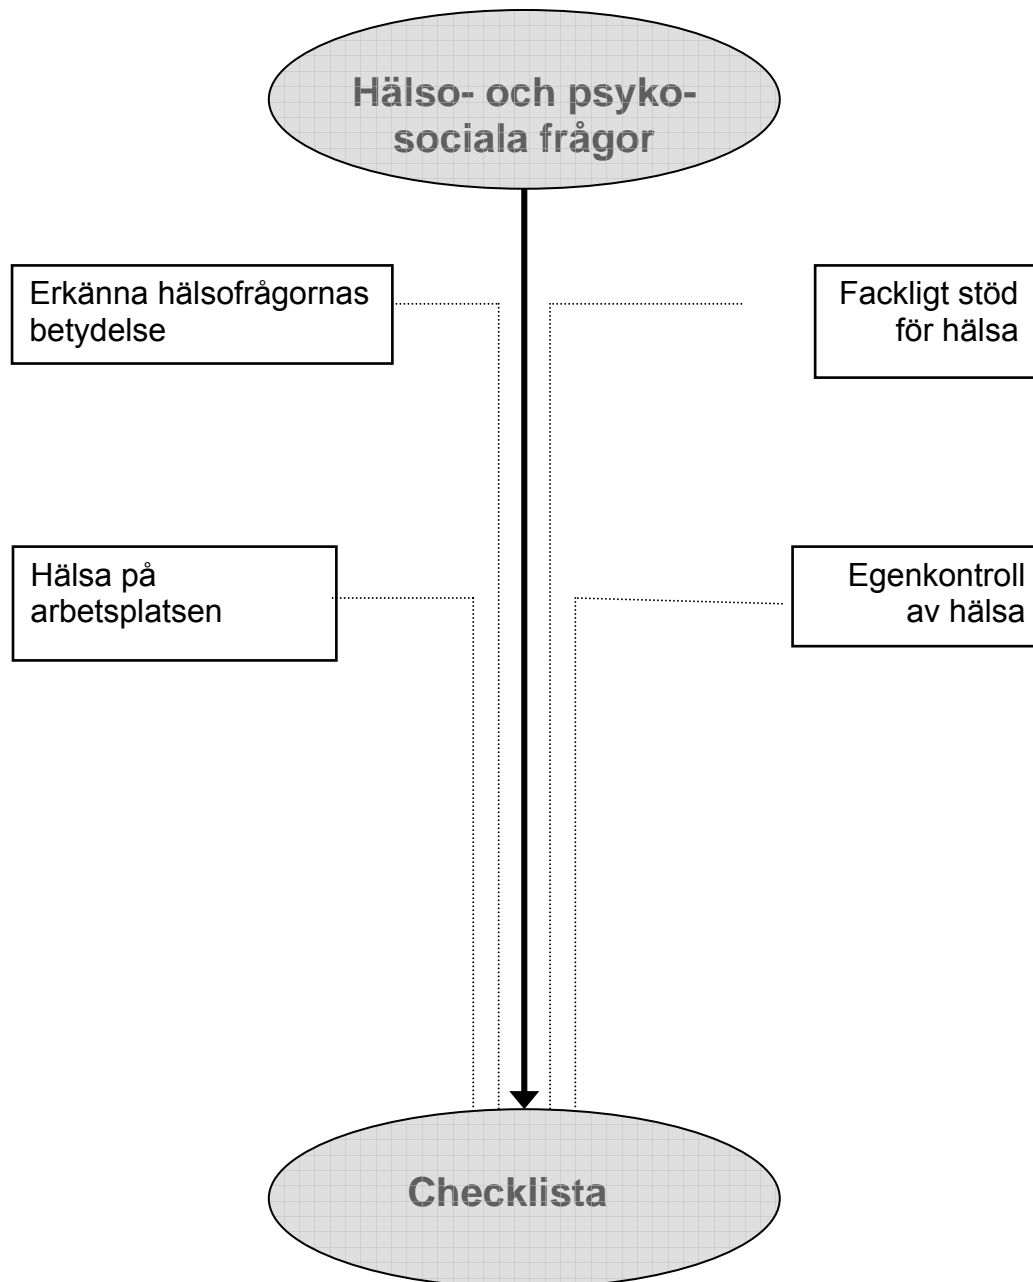 Hälso- och psyko-
sociala frågor
Erkänna hälsofrågornas
betydelse
Fackligt stöd
för hälsa
Hälsa på
arbetsplatsen
Egenkontroll
av hälsa
Checklista